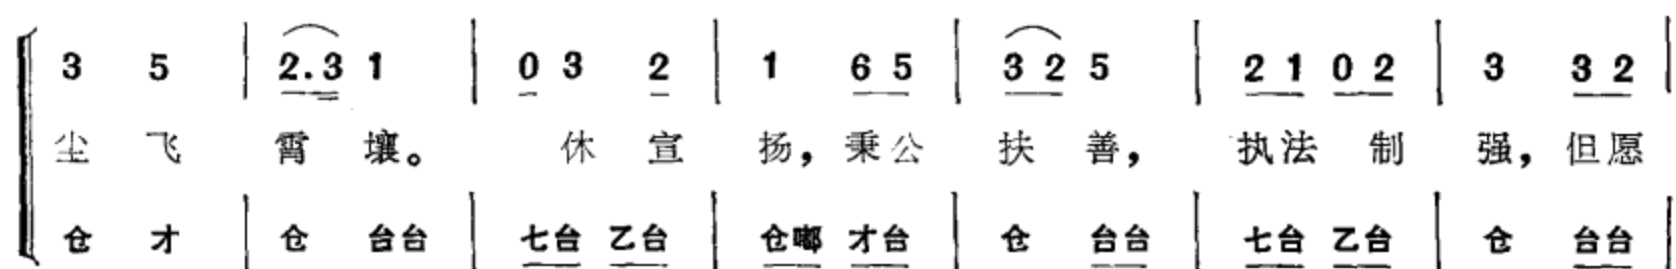 3 5 | 2.3 1 | 0 3 2 | 1 6 5 | 3 2 5 | 2 1 0 2 | 3 3 2 |
尘 飞 霄 壤。 休 宣 扬，秉公 扶 善， 执法 制 强，但愿
仓 才 | 仓 台台 | 七台 乙台 | 仓嘟 才台 | 仓 台台 | 七台 乙台 | 仓 台台 |